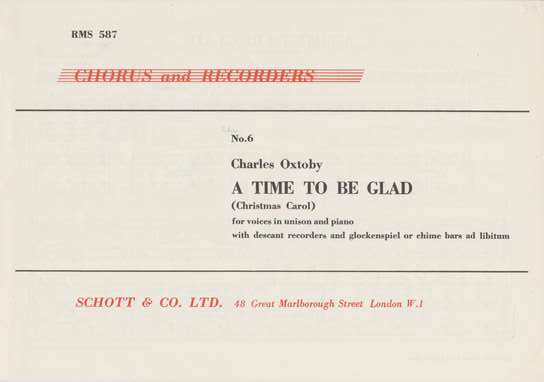 RMS 587
CHORUS and RECORDERS
No.6
Charles Oxtoby
A TIME TO BE GLAD
(Christmas Carol)
for voices in unison and piano
with descant recorders and glockenspiel or chime bars ad libitum
SCHOTT & CO. LTD. 48 Great Marlborough Street London W.1